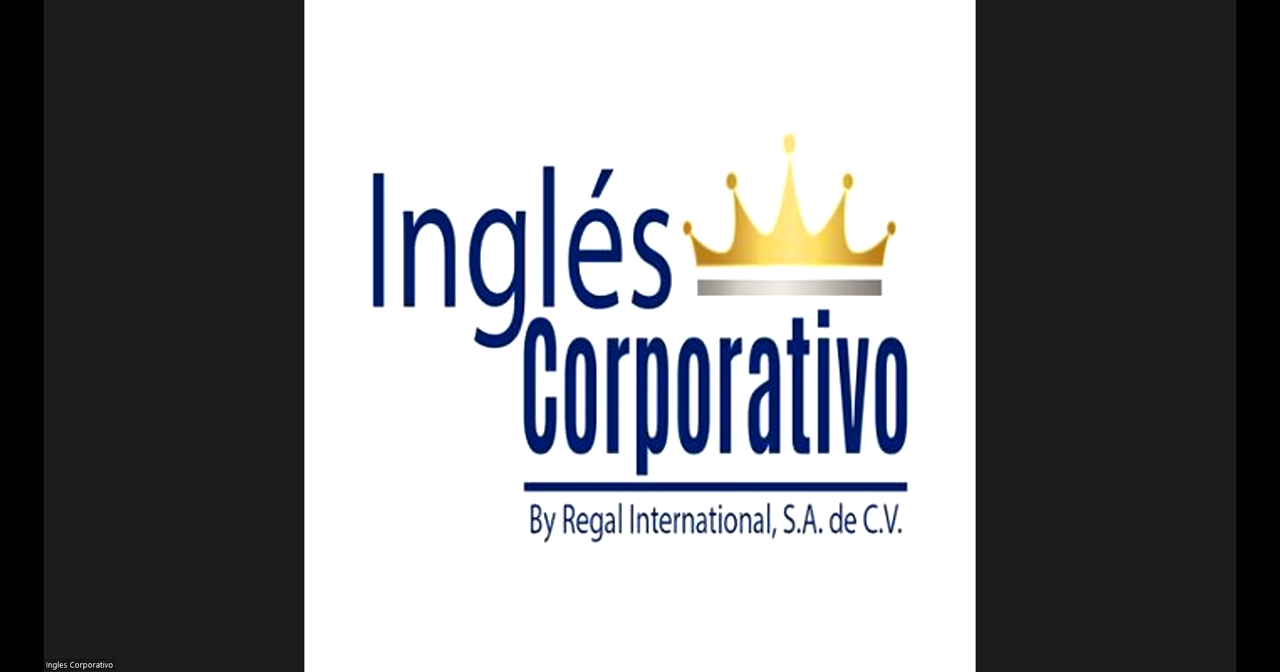 Inglés
Corporativo
By Regal International, S.A. de C.V.
Ingles Corporativo